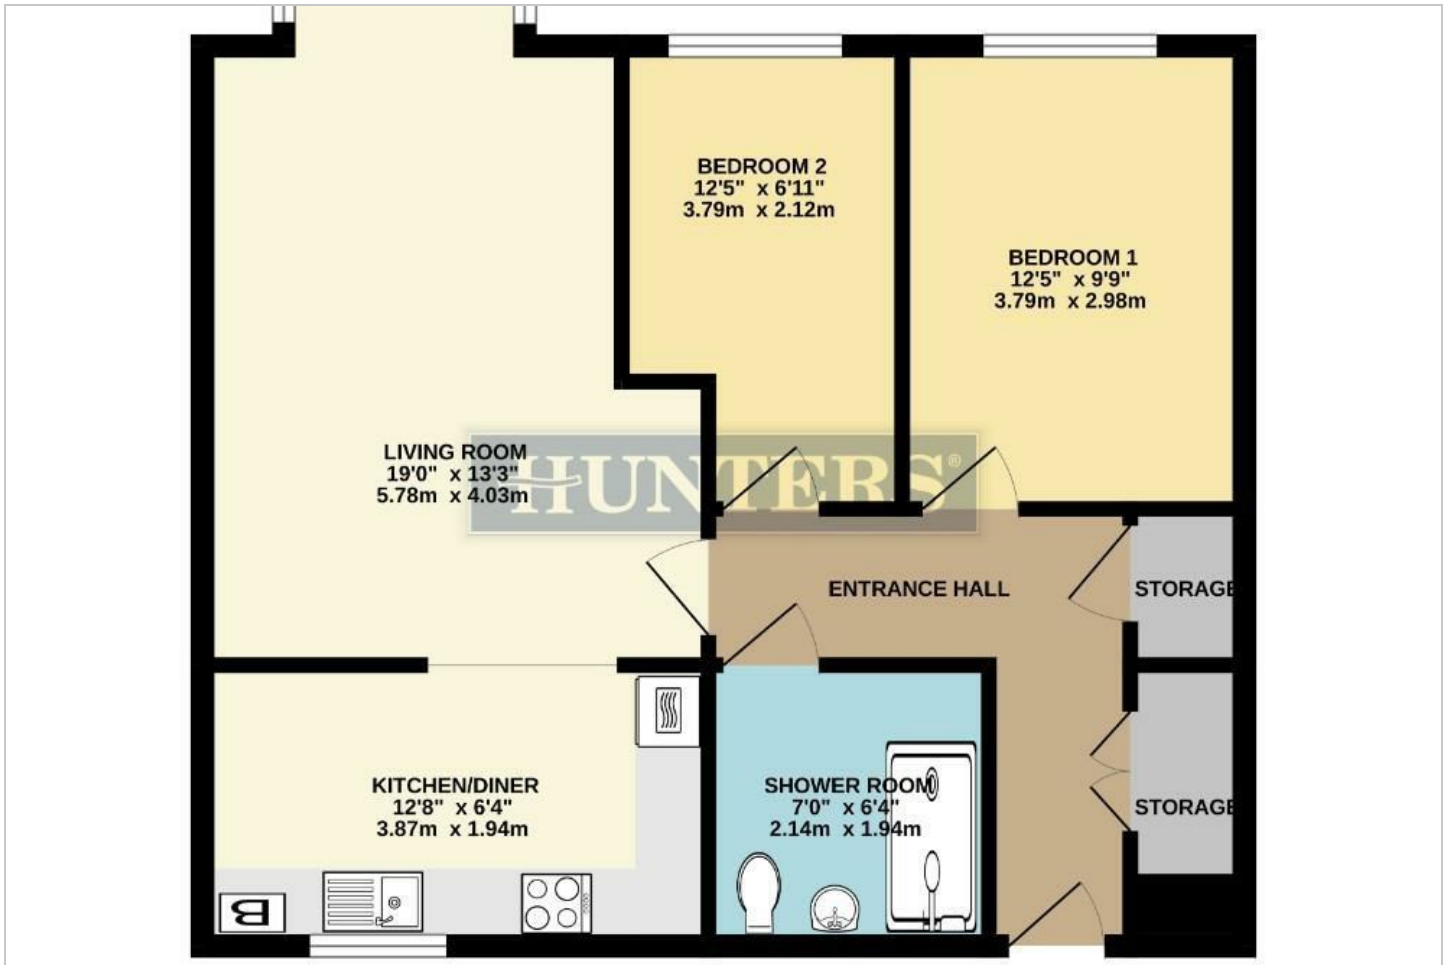 BEDROOM 2
12'5" x 6'11"
3.79m x 2.12m
BEDROOM 1
12'5" x 9'9"
3.79m x 2.98m
LIVING ROOM
19'0" x 13'3"
5.78m x 4.03m
HUNTERS®
ENTRANCE HALL
STORAGE
KITCHEN/DINER
12'8" x 6'4"
3.87m x 1.94m
SHOWER ROOM
7'0" x 6'4"
2.14m x 1.94m
STORAGE
B